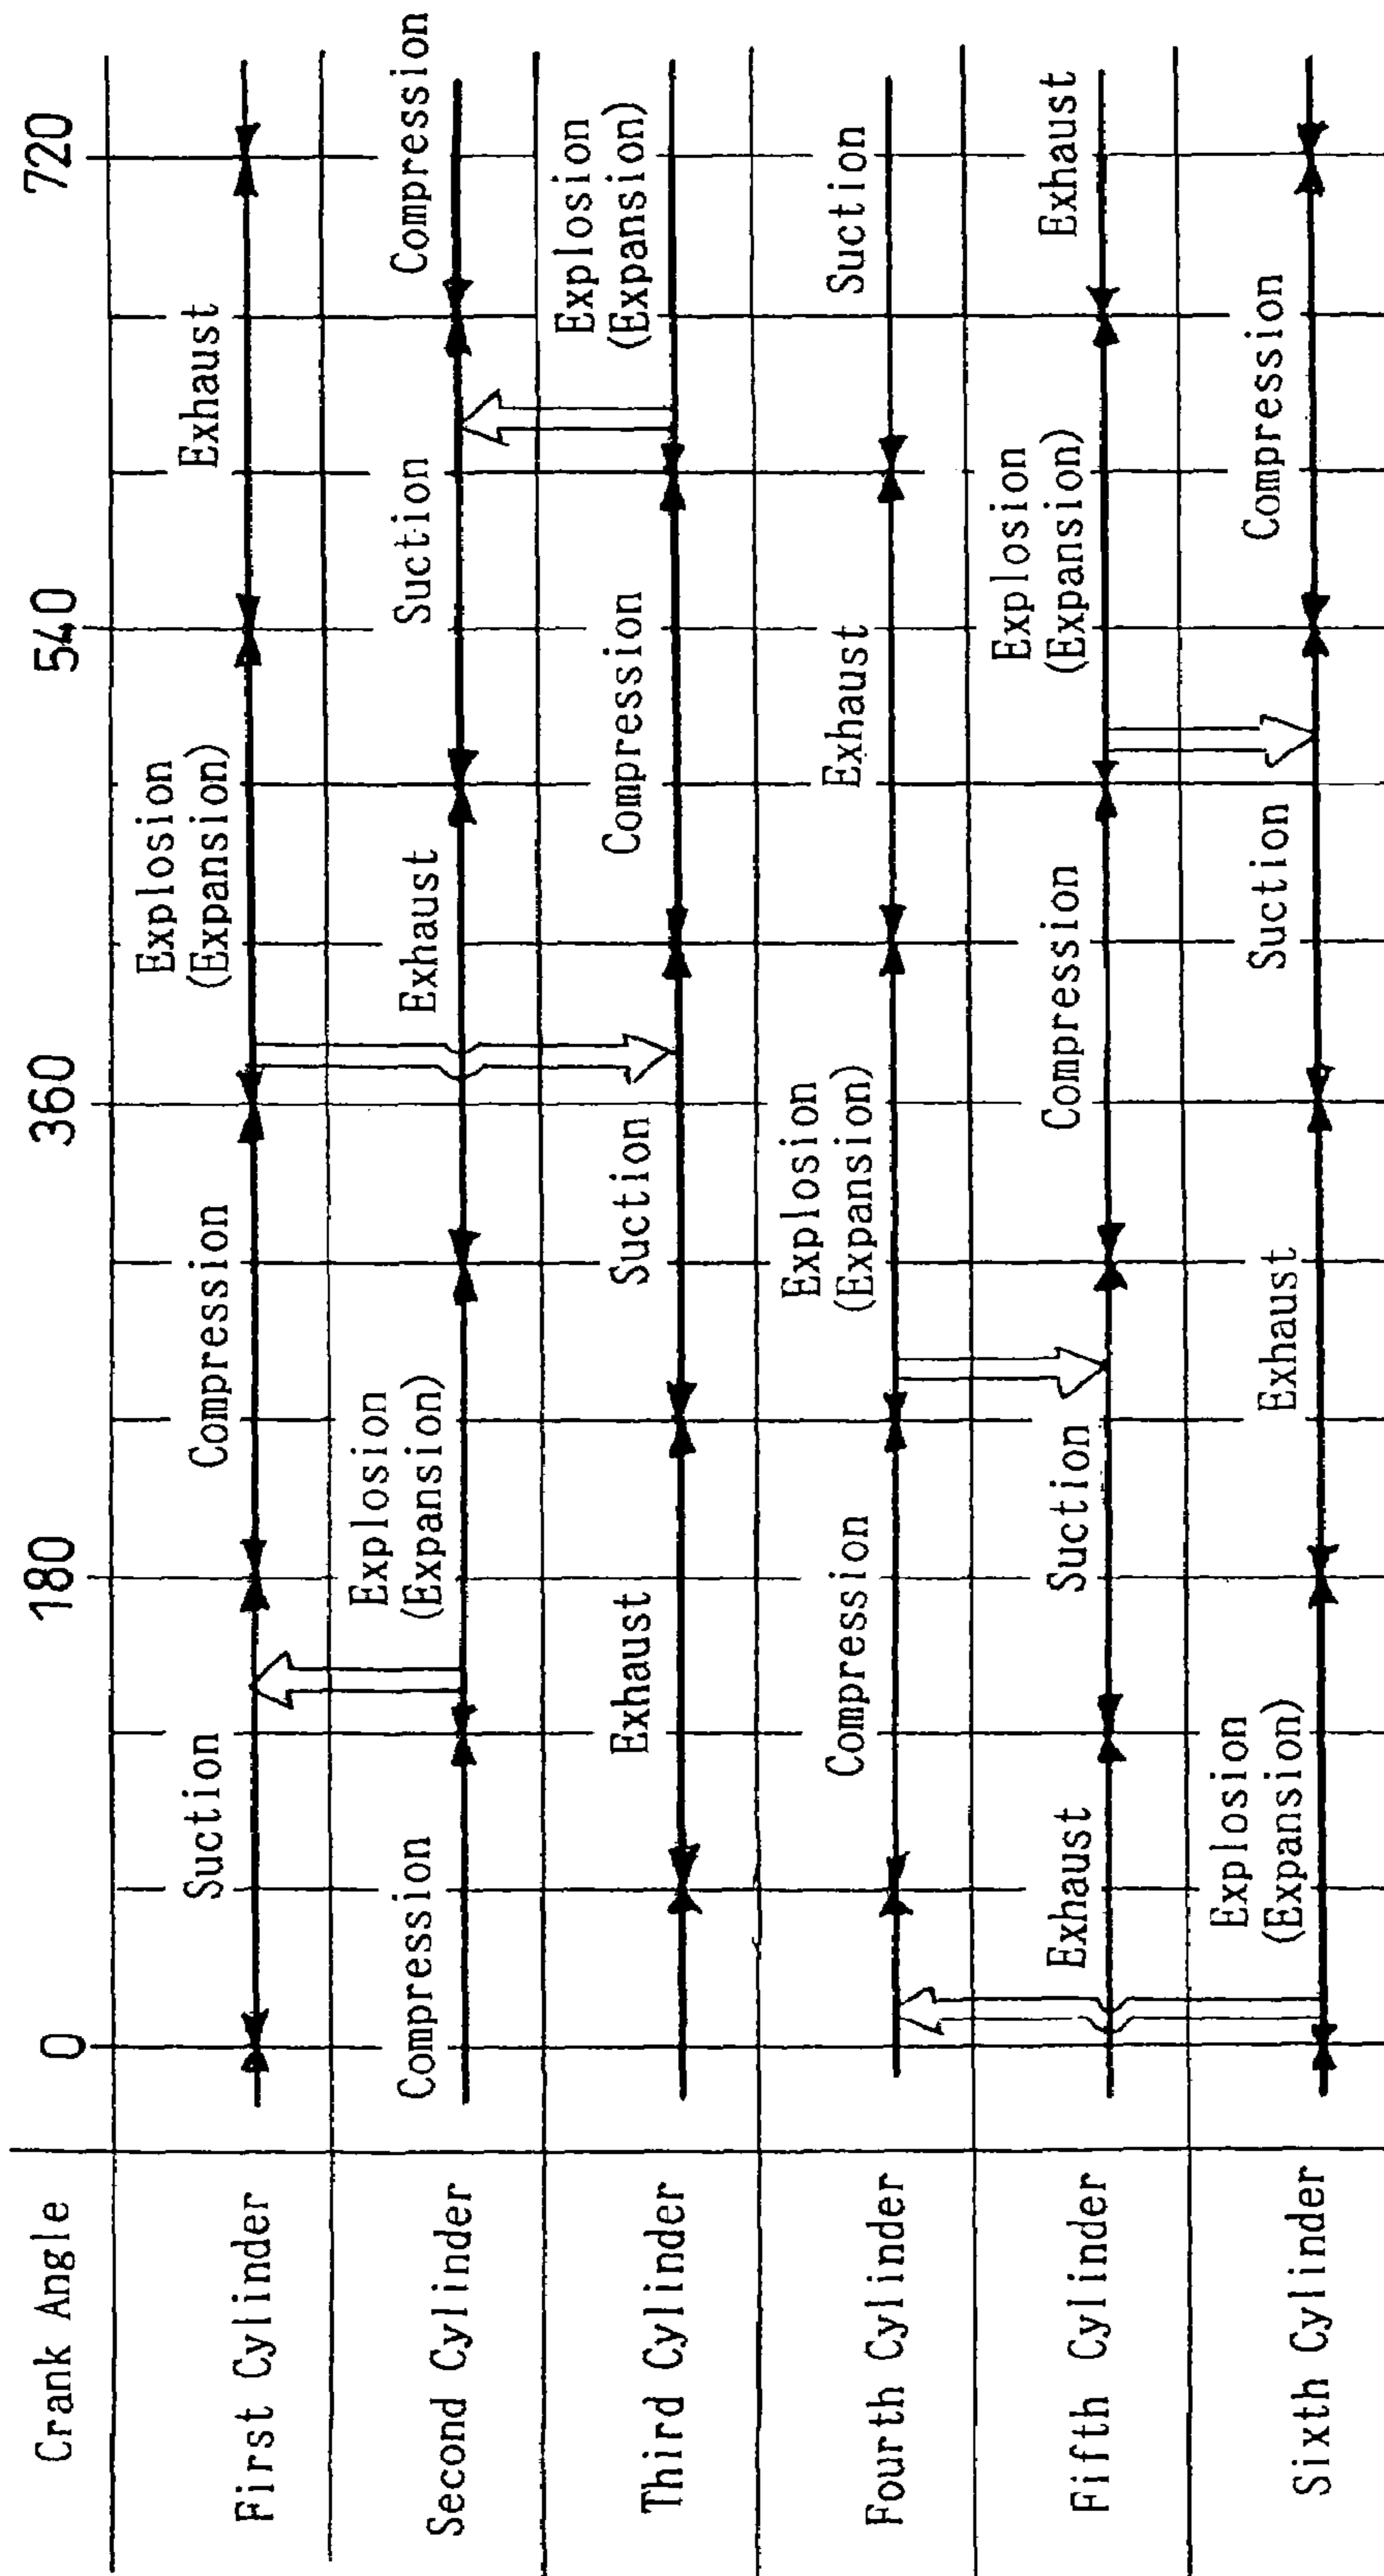 Crank Angle
0
180
360
540
720
First Cylinder
Suction
Compression
Explosion
(Expansion)
Exhaust
Second Cylinder
Compression
Explosion
(Expansion)
Exhaust
Suction
Compression
Third Cylinder
Exhaust
Suction
Compression
Explosion
(Expansion)
Fourth Cylinder
Compression
Explosion
(Expansion)
Exhaust
Suction
Fifth Cylinder
Exhaust
Suction
Compression
Explosion
(Expansion)
Exhaust
Sixth Cylinder
Explosion
(Expansion)
Exhaust
Suction
Compression